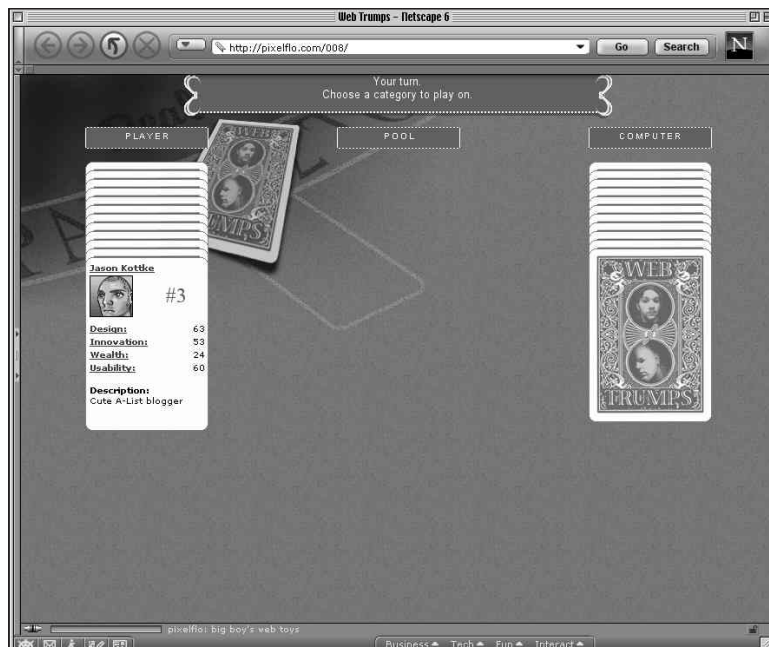 Web Trumps – Netscape 6
http://pixelflo.com/008/
Go
Search
N
Your turn.
Choose a category to play on.
PLAYER
POOL
COMPUTER
WEB
TRUMPS
Jason Kottke
#3
Design: 63
Innovation: 53
Wealth: 24
Usability: 60
Description:
Cute A-List blogger
WEB
TRUMPS
pixelflo: big boy's web toys
Business Tech Fun Interact